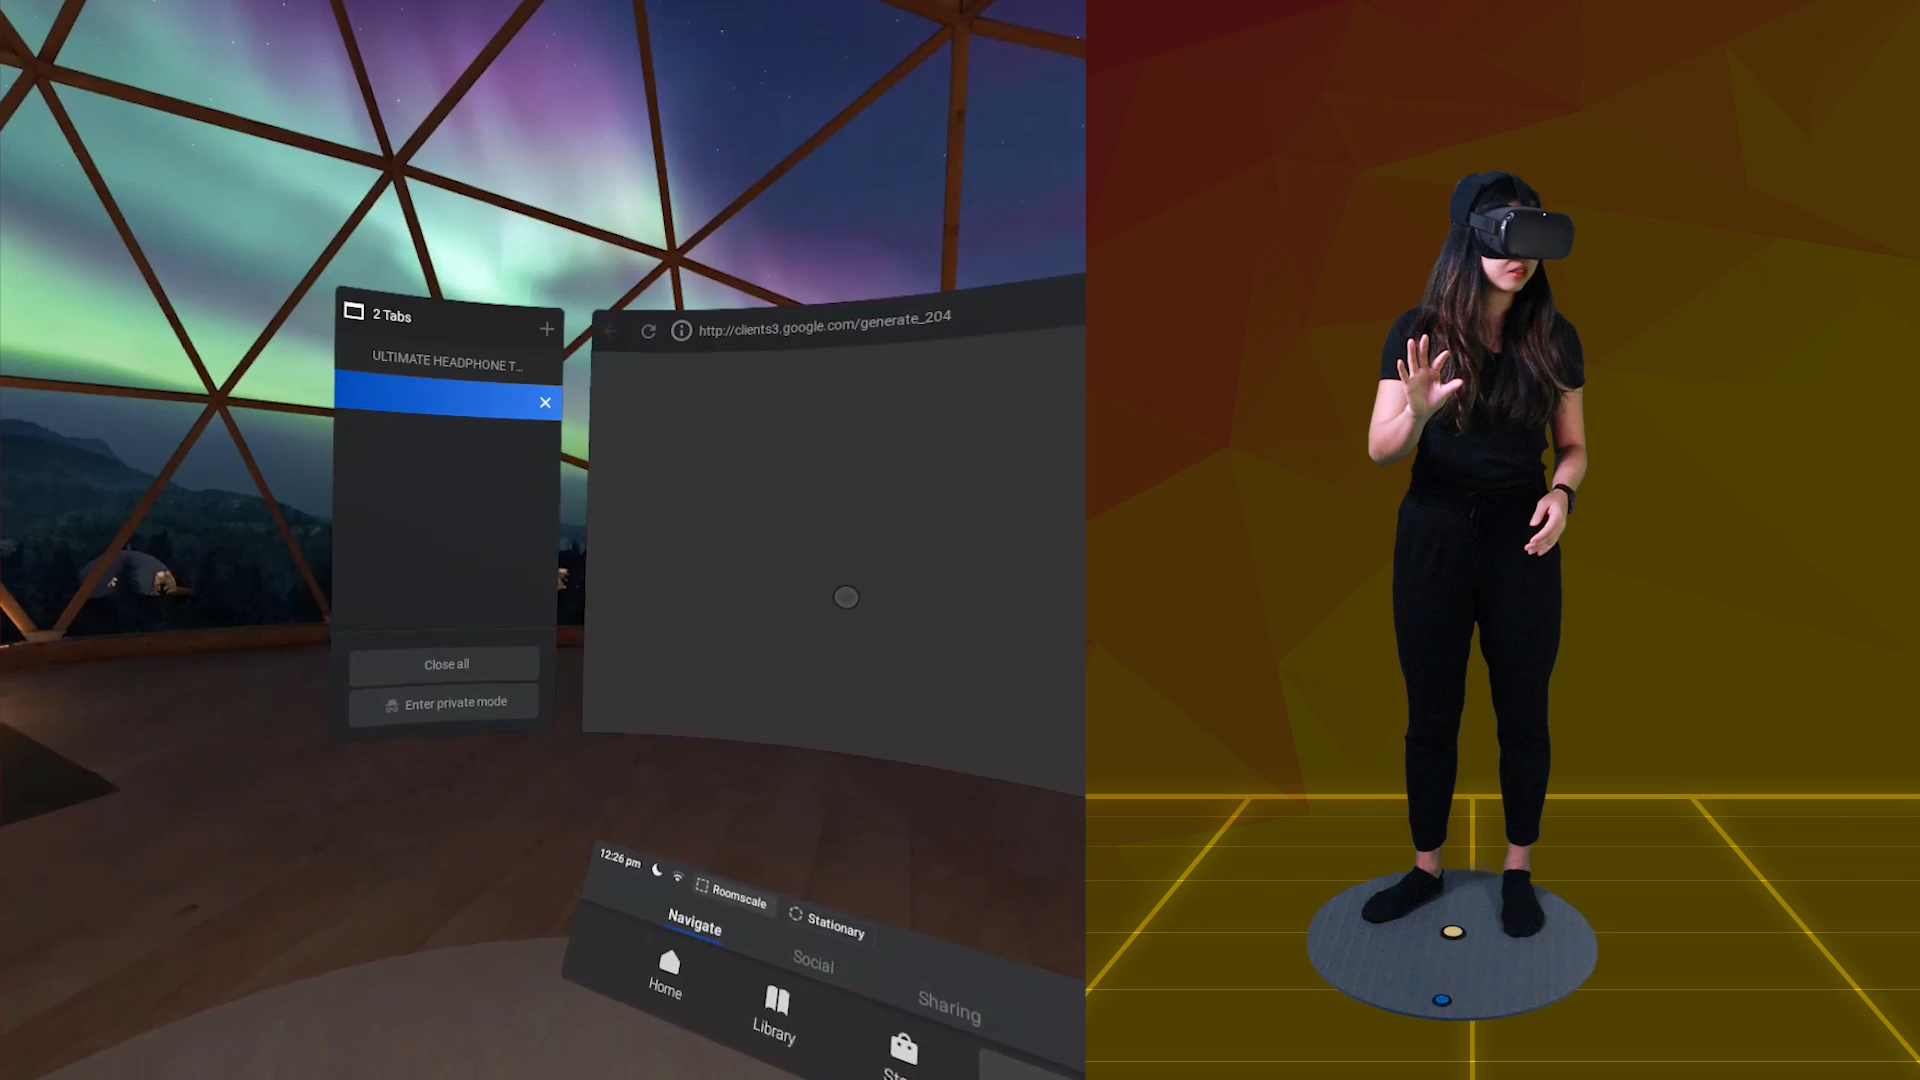 2 Tabs
ULTIMATE HEADPHONE T...
http://clients3.google.com/generate_204
Close all
Enter private mode
12:26 pm
Roomscale
Stationary
Navigate
Social
Sharing
Home
Library